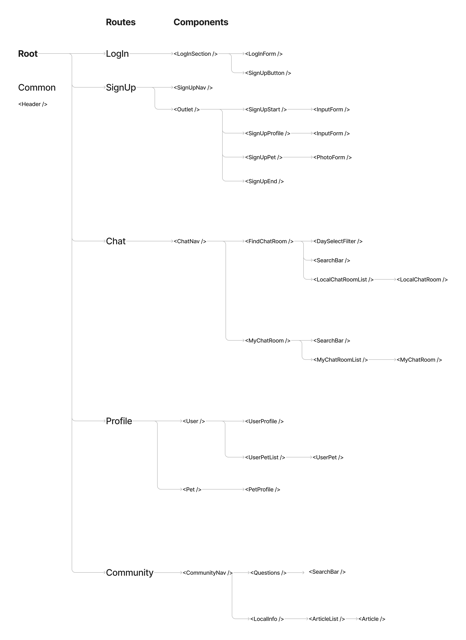 Routes Components
Root LogIn <LogInSection /> <LogInForm />
<SignUpButton />
Common SignUp <SignUpNav />
<Header /> <Outlet /> <SignUpStart /> <InputForm />
<SignUpProfile /> <InputForm />
<SignUpPet /> <PhotoForm />
<SignUpEnd />
Chat <ChatNav /> <FindChatRoom /> <DaySelectFilter />
<SearchBar />
<LocalChatRoomList /> <LocalChatRoom />
<MyChatRoom /> <SearchBar />
<MyChatRoomList /> <MyChatRoom />
Profile <User /> <UserProfile />
<UserPetList /> <UserPet />
<Pet /> <PetProfile />
Community <CommunityNav /> <Questions /> <SearchBar />
<LocalInfo /> <ArticleList /> <Article />